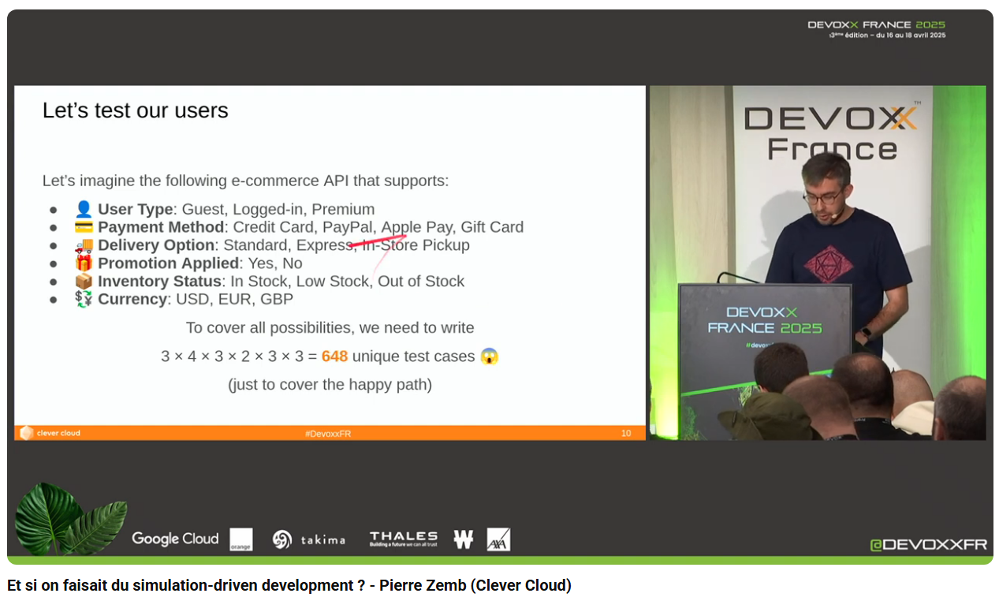 DEVOXX FRANCE 2025
13ème édition – du 16 au 18 avril 2025
Let's test our users
Let's imagine the following e-commerce API that supports:
● 👤 User Type: Guest, Logged-in, Premium
● 💳 Payment Method: Credit Card, PayPal, Apple Pay, Gift Card
● 🚚 Delivery Option: Standard, Express, In-Store Pickup
● 🎁 Promotion Applied: Yes, No
● 📦 Inventory Status: In Stock, Low Stock, Out of Stock
● 💱 Currency: USD, EUR, GBP
To cover all possibilities, we need to write
3 × 4 × 3 × 2 × 3 × 3 = 648 unique test cases 😱
(just to cover the happy path)
clever cloud
#DevoxxFR
10
DEVOXX™
France
DEVOXX
FRANCE 2025
Google Cloud
orange
takima
THALES
Building a future we can all trust
W
AXA
@DEVOXXFR
Et si on faisait du simulation-driven development ? - Pierre Zemb (Clever Cloud)